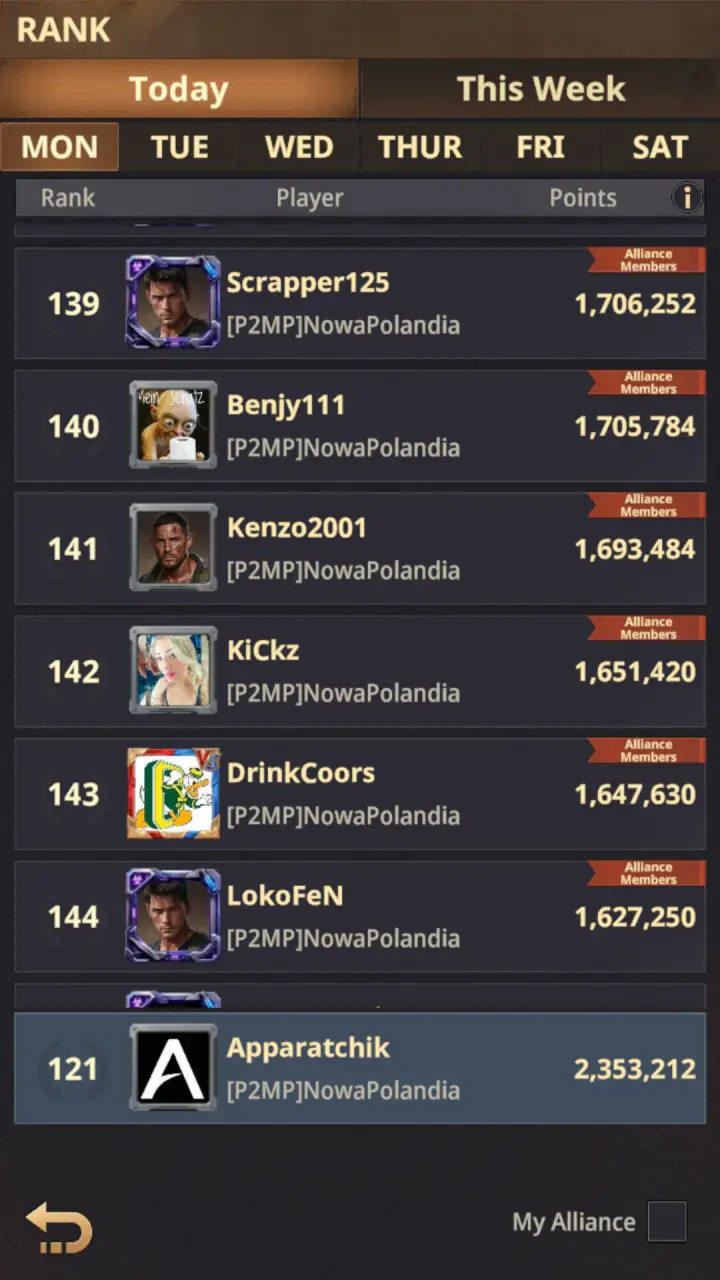 RANK
Today
This Week
MON
TUE
WED
THUR
FRI
SAT
Rank
Player
Points
i
Alliance
Members
139
Scrapper125
[P2MP]NowaPolandia
1,706,252
Alliance
Members
140
Mein Schatz
Benjy111
[P2MP]NowaPolandia
1,705,784
Alliance
Members
141
Kenzo2001
[P2MP]NowaPolandia
1,693,484
Alliance
Members
142
KiCkz
[P2MP]NowaPolandia
1,651,420
Alliance
Members
143
VS
DrinkCoors
[P2MP]NowaPolandia
1,647,630
Alliance
Members
144
LokoFeN
[P2MP]NowaPolandia
1,627,250
121
Apparatchik
[P2MP]NowaPolandia
2,353,212
My Alliance